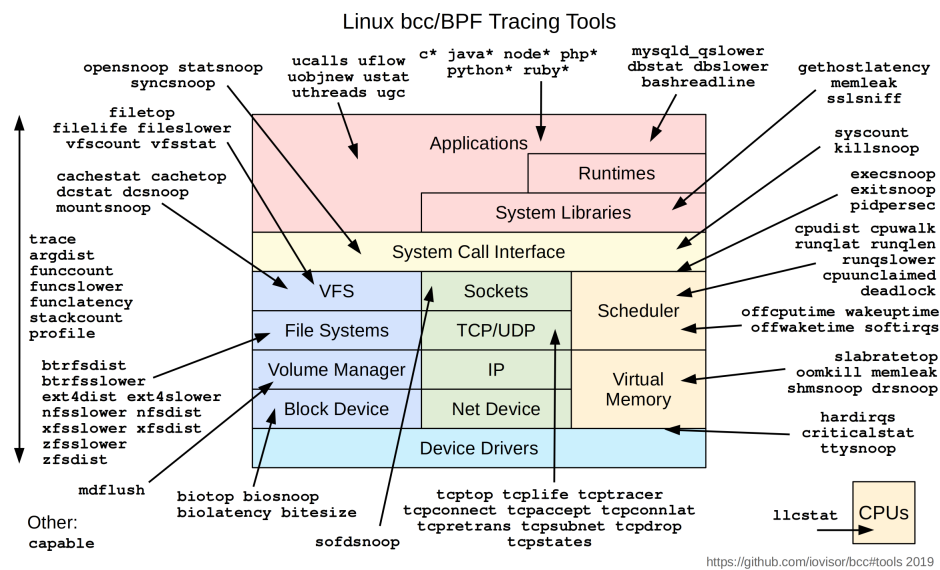 Linux bcc/BPF Tracing Tools
opensnoop statsnoop
syncsnoop
ucalls uflow
uobjnew ustat
uthreads ugc
c* java* node* php*
python* ruby*
mysqld_qslower
dbstat dbslower
bashreadline
gethostlatency
memleak
sslsniff
filetop
filelife fileslower
vfscount vfsstat
syscount
killsnoop
cachestat cachetop
dcstat dcsnoop
mountsnoop
execsnoop
exitsnoop
pidpersec
trace
argdist
funccount
funcslower
funclatency
stackcount
profile
cpudist cpuwalk
runqlat runqlen
runqslower
cpuunclaimed
deadlock
offcputime wakeuptime
offwaketime softirqs
Applications
Runtimes
System Libraries
System Call Interface
VFS
Sockets
Scheduler
File Systems
TCP/UDP
Volume Manager
IP
Virtual
Memory
Block Device
Net Device
Device Drivers
btrfsdist
btrfsslower
ext4dist ext4slower
nfsslower nfsdist
xfsslower xfsdist
zfsslower
zfsdist
slabratetop
oomkill memleak
shmsnoop drsnoop
hardirqs
criticalstat
ttysnoop
mdflush
biotop biosnoop
biolatency bitesize
sofdsnoop
tcptop tcplife tcptracer
tcpconnect tcpaccept tcpconnlat
tcpretrans tcpsubnet tcpdrop
tcpstates
llcstat
CPUs
Other:
capable
https://github.com/iovisor/bcc#tools 2019